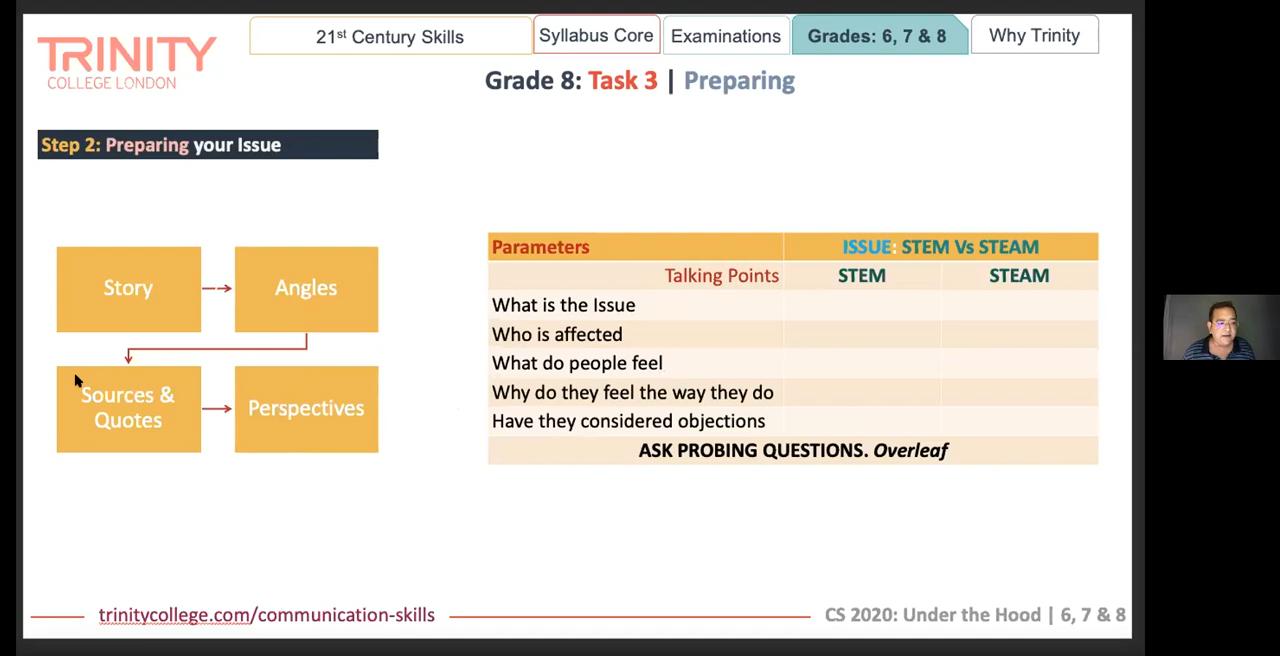 TRINITY
COLLEGE LONDON
21st Century Skills
Syllabus Core
Examinations
Grades: 6, 7 & 8
Why Trinity
Grade 8: Task 3 | Preparing
Step 2: Preparing your Issue
Story
Angles
Sources &
Quotes
Perspectives
Parameters
ISSUE: STEM Vs STEAM
Talking Points
STEM
STEAM
What is the Issue
Who is affected
What do people feel
Why do they feel the way they do
Have they considered objections
ASK PROBING QUESTIONS. Overleaf
trinitycollege.com/communication-skills
CS 2020: Under the Hood | 6, 7 & 8